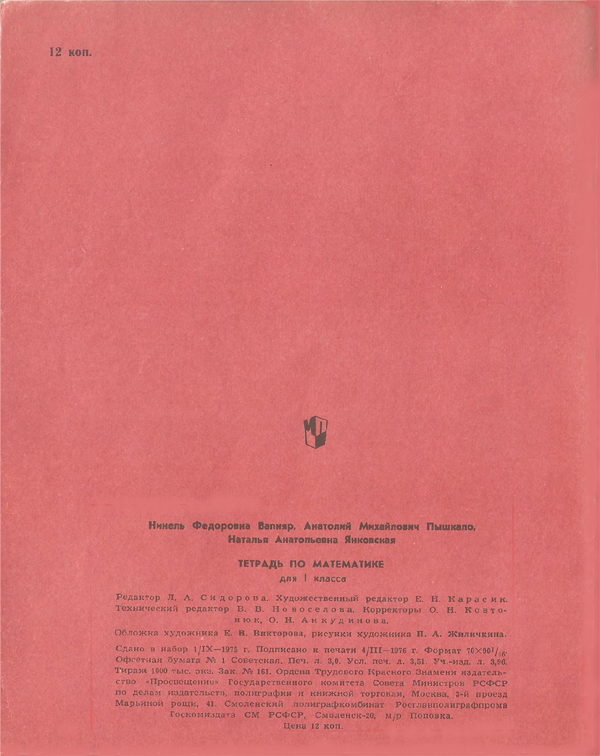 12 коп.
МП
Нинель Федоровна Вапняр, Анатолий Михайлович Пышкало,
Наталья Анатольевна Янковская
ТЕТРАДЬ ПО МАТЕМАТИКЕ
для I класса
Редактор Л. А. Сидорова. Художественный редактор Е. Н. Карасик.
Технический редактор В. В. Новоселова. Корректоры О. Н. Ковто-
нюк, О. Н. Аккудинова.
Обложка художника Е. В. Викторова, рисунки художника П. А. Жиличкина.
Сдано в набор 1/IX—1975 г. Подписано к печати 4/III—1976 г. Формат 70×90¹/₁₆.
Офсетная бумага № 1 Советская. Печ. л. 3,0. Усл. печ. л. 3,51. Уч.-изд. л. 3,96.
Тираж 1900 тыс. экз. Зак. № 161. Ордена Трудового Красного Знамени издатель-
ство «Просвещение» Государственного комитета Совета Министров РСФСР
по делам издательств, полиграфии и книжной торговли, Москва, 3-й проезд
Марьиной рощи, 41. Смоленский полиграфкомбинат Росглавполиграфпрома
Госкомиздата СМ РСФСР, Смоленск-20, м/р Поповка.
Цена 12 коп.